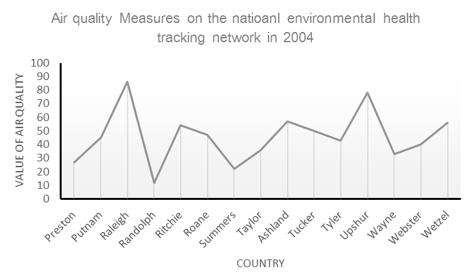 Air quality Measures on the natioanl environmental health
tracking network in 2004
VALUE OF AIR QUALITY
100
90
80
70
60
50
40
30
20
10
0
Preston
Putnam
Raleigh
Randolph
Ritchie
Roane
Summers
Taylor
Ashland
Tucker
Tyler
Upshur
Wayne
Webster
Wetzel
COUNTRY